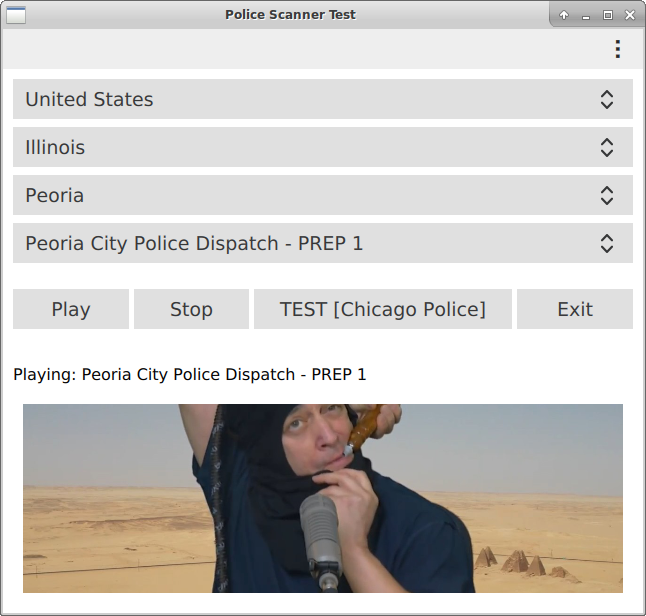 Police Scanner Test
United States
Illinois
Peoria
Peoria City Police Dispatch - PREP 1
Play Stop TEST [Chicago Police] Exit
Playing: Peoria City Police Dispatch - PREP 1